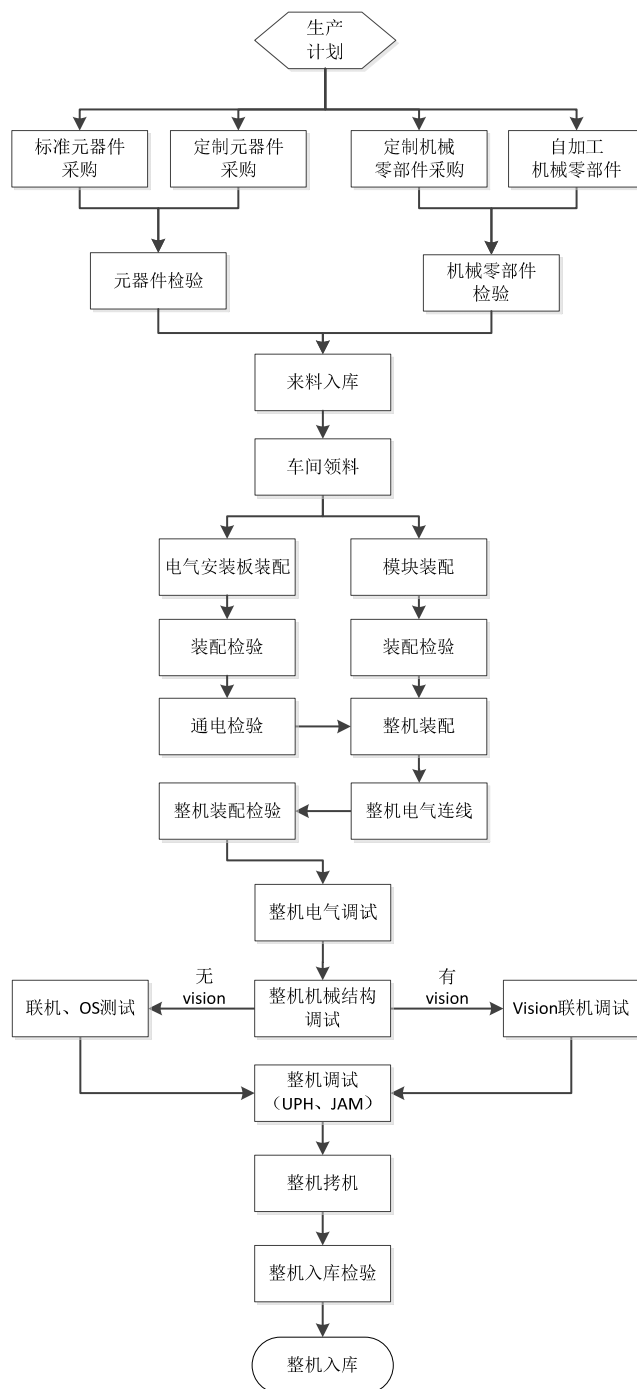 生产
计划
标准元器件
采购
定制元器件
采购
定制机械
零部件采购
自加工
机械零部件
元器件检验
机械零部件
检验
来料入库
车间领料
电气安装板装配
模块装配
装配检验
装配检验
通电检验
整机装配
整机装配检验
整机电气连线
整机电气调试
无
vision
有
vision
联机、OS测试
整机机械结构
调试
Vision联机调试
整机调试
（UPH、JAM）
整机拷机
整机入库检验
整机入库